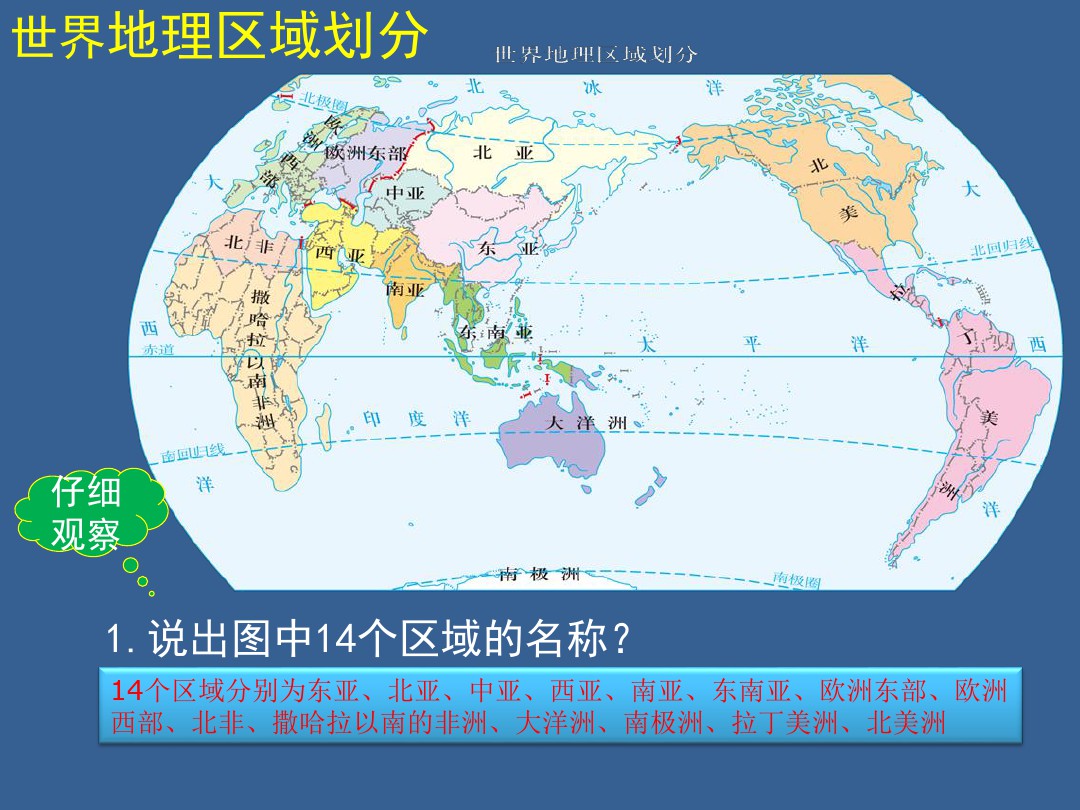 世界地理区域划分
世界地理区域划分
北冰洋
北极圈
欧洲西部
欧洲东部
北亚
北美
大
大
中亚
北非
西亚
东亚
北回归线
南亚
撒哈拉以南非洲
拉丁美洲
东南亚
西
西
赤道
太平洋
印度洋
大洋洲
南回归线
洋
洋
仔细
观察
南极洲
南极圈
1.说出图中14个区域的名称？
14个区域分别为东亚、北亚、中亚、西亚、南亚、东南亚、欧洲东部、欧洲
西部、北非、撒哈拉以南的非洲、大洋洲、南极洲、拉丁美洲、北美洲